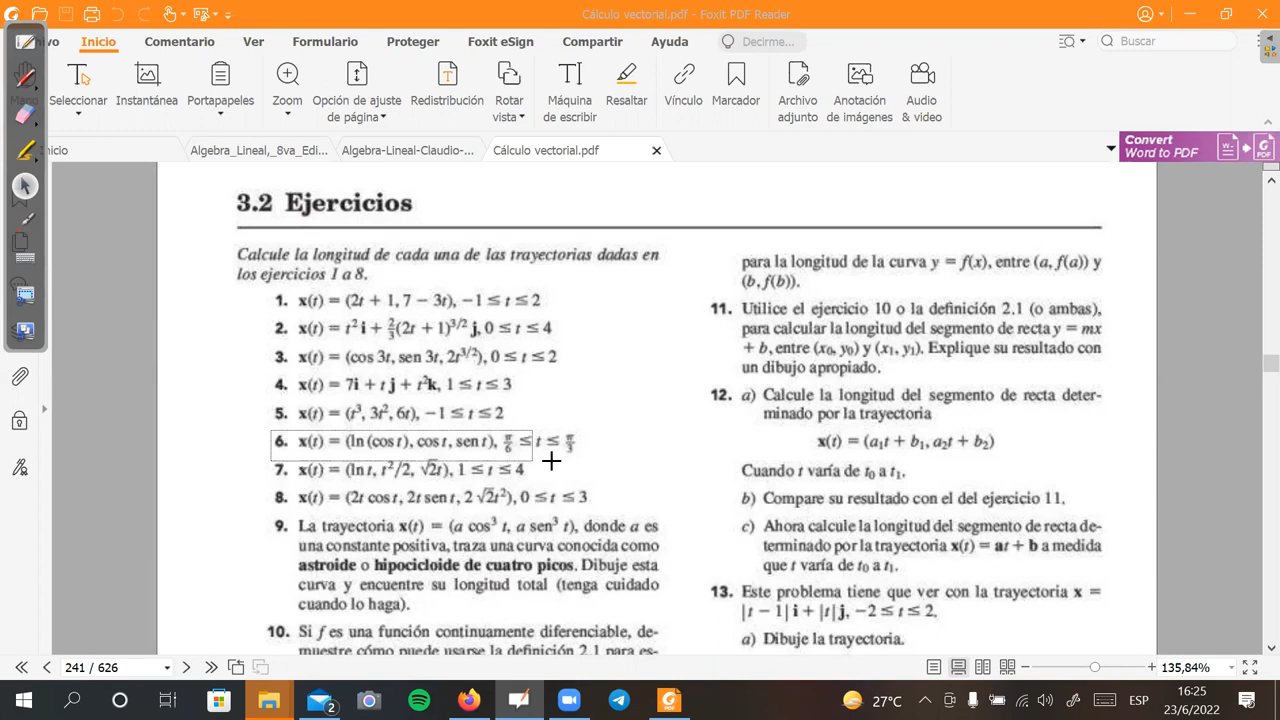 Cálculo vectorial.pdf - Foxit PDF Reader
Inicio
Comentario
Ver
Formulario
Proteger
Foxit eSign
Compartir
Ayuda
Decirme...
Buscar
Seleccionar
Instantánea
Portapapeles
Zoom
Opción de ajuste
de página
Redistribución
Rotar
vista
Máquina
de escribir
Resaltar
Vínculo
Marcador
Archivo
adjunto
Anotación
de imágenes
Audio
& video
Inicio
Algebra_Lineal,_8va_Edi...
Algebra-Lineal-Claudio-...
Cálculo vectorial.pdf
Convert
Word to PDF
3.2 Ejercicios
Calcule la longitud de cada una de las trayectorias dadas en
los ejercicios 1 a 8.
1. x(t) = (2t + 1, 7 − 3t), −1 ≤ t ≤ 2
2. x(t) = t² i + 2/3(2t + 1)^3/2 j, 0 ≤ t ≤ 4
3. x(t) = (cos 3t, sen 3t, 2t^3/2), 0 ≤ t ≤ 2
4. x(t) = 7i + t j + t²k, 1 ≤ t ≤ 3
5. x(t) = (t³, 3t², 6t), −1 ≤ t ≤ 2
6. x(t) = (ln (cos t), cos t, sen t), π/6 ≤ t ≤ π/3
7. x(t) = (ln t, t²/2, √2t), 1 ≤ t ≤ 4
8. x(t) = (2t cos t, 2t sen t, 2 √2t²), 0 ≤ t ≤ 3
9. La trayectoria x(t) = (a cos³ t, a sen³ t), donde a es
una constante positiva, traza una curva conocida como
astroide o hipocicloide de cuatro picos. Dibuje esta
curva y encuentre su longitud total (tenga cuidado
cuando lo haga).
10. Si f es una función continuamente diferenciable, de-
muestre cómo puede usarse la definición 2.1 para es-
para la longitud de la curva y = f(x), entre (a, f(a)) y
(b, f(b)).
11. Utilice el ejercicio 10 o la definición 2.1 (o ambas),
para calcular la longitud del segmento de recta y = mx
+ b, entre (x₀, y₀) y (x₁, y₁). Explique su resultado con
un dibujo apropiado.
12. a) Calcule la longitud del segmento de recta deter-
minado por la trayectoria
x(t) = (a₁t + b₁, a₂t + b₂)
Cuando t varía de t₀ a t₁.
b) Compare su resultado con el del ejercicio 11.
c) Ahora calcule la longitud del segmento de recta de-
terminado por la trayectoria x(t) = at + b a medida
que t varía de t₀ a t₁.
13. Este problema tiene que ver con la trayectoria x =
|t − 1| i + |t| j, −2 ≤ t ≤ 2.
a) Dibuje la trayectoria.
241 / 626
135,84%
2
27°C
ESP
16:25
23/6/2022